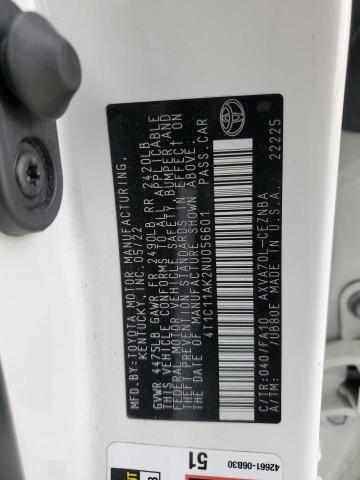 MFD.BY:TOYOTA MOTOR MANUFACTURING,
KENTUCKY, INC.05/22
GVWR 4475LB GAWR FR 2490LB RR 2420LB
THIS VEHICLE CONFORMS TO ALL APPLICABLE
FEDERAL MOTOR VEHICLE SAFETY, BUMPER, AND
THEFT PREVENTION STANDARDS IN EFFECT ON
THE DATE OF MANUFACTURE SHOWN ABOVE.
4T1C11AK2NU056601 PASS.CAR
C/TR:040/FA10 AXVA70L-CEZNBA
A/TM: /UB80E MADE IN U.S.A.
22225
TOYOTA
42661-06B30
51